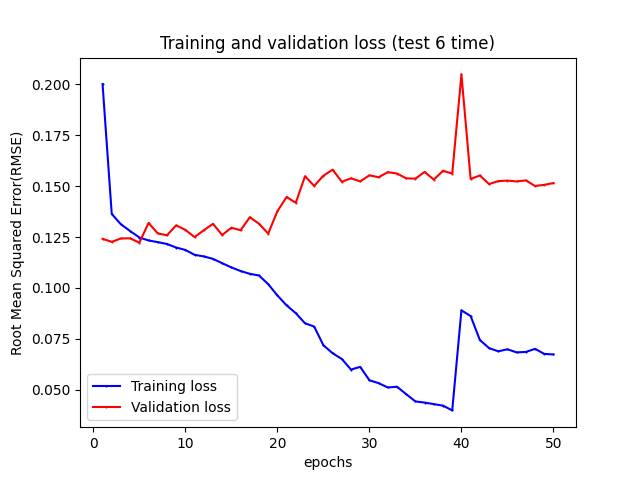 Training and validation loss (test 6 time)
Root Mean Squared Error(RMSE)
0.200
0.175
0.150
0.125
0.100
0.075
0.050
Training loss
Validation loss
0
10
20
30
40
50
epochs